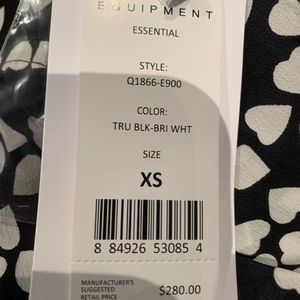 EQUIPMENT
ESSENTIAL
STYLE:
Q1866-E900
COLOR:
TRU BLK-BRI WHT
SIZE
XS
8 84926 53085 4
MANUFACTURER'S
SUGGESTED
RETAIL PRICE
$280.00